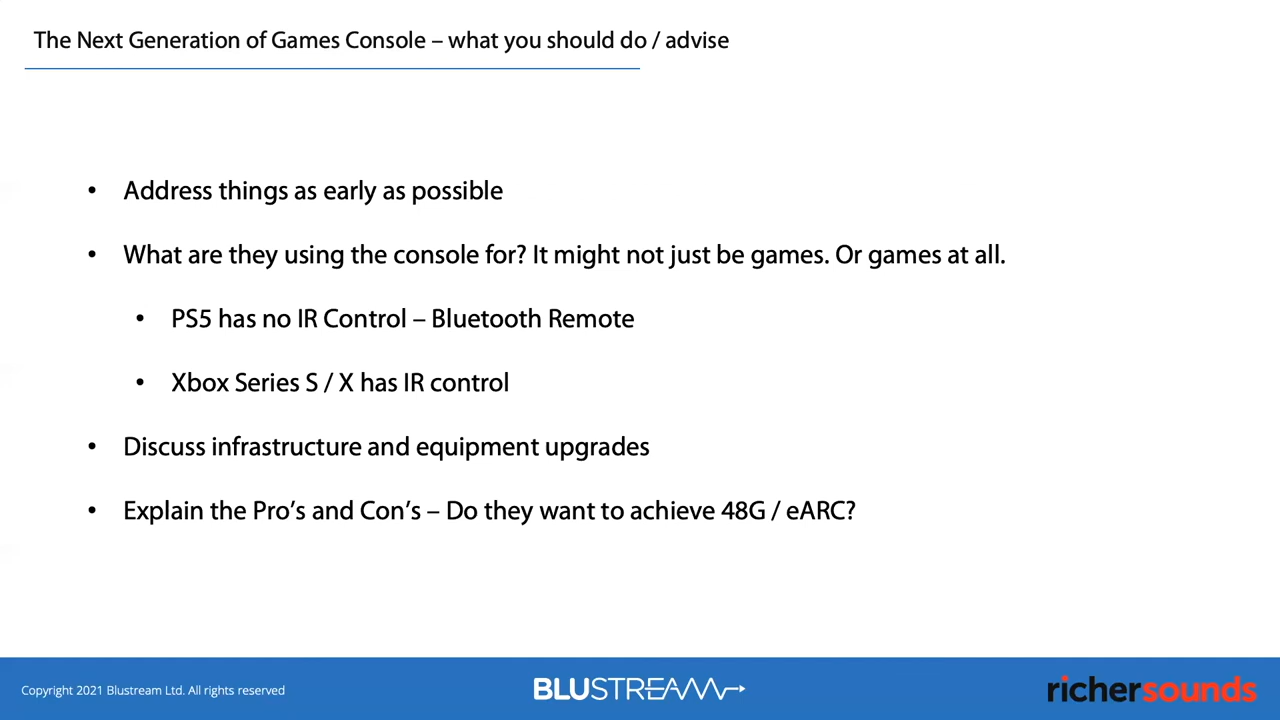 The Next Generation of Games Console – what you should do / advise
• Address things as early as possible
• What are they using the console for? It might not just be games. Or games at all.
• PS5 has no IR Control – Bluetooth Remote
• Xbox Series S / X has IR control
• Discuss infrastructure and equipment upgrades
• Explain the Pro’s and Con’s – Do they want to achieve 48G / eARC?
Copyright 2021 Blustream Ltd. All rights reserved
BLUSTREAM
richersounds